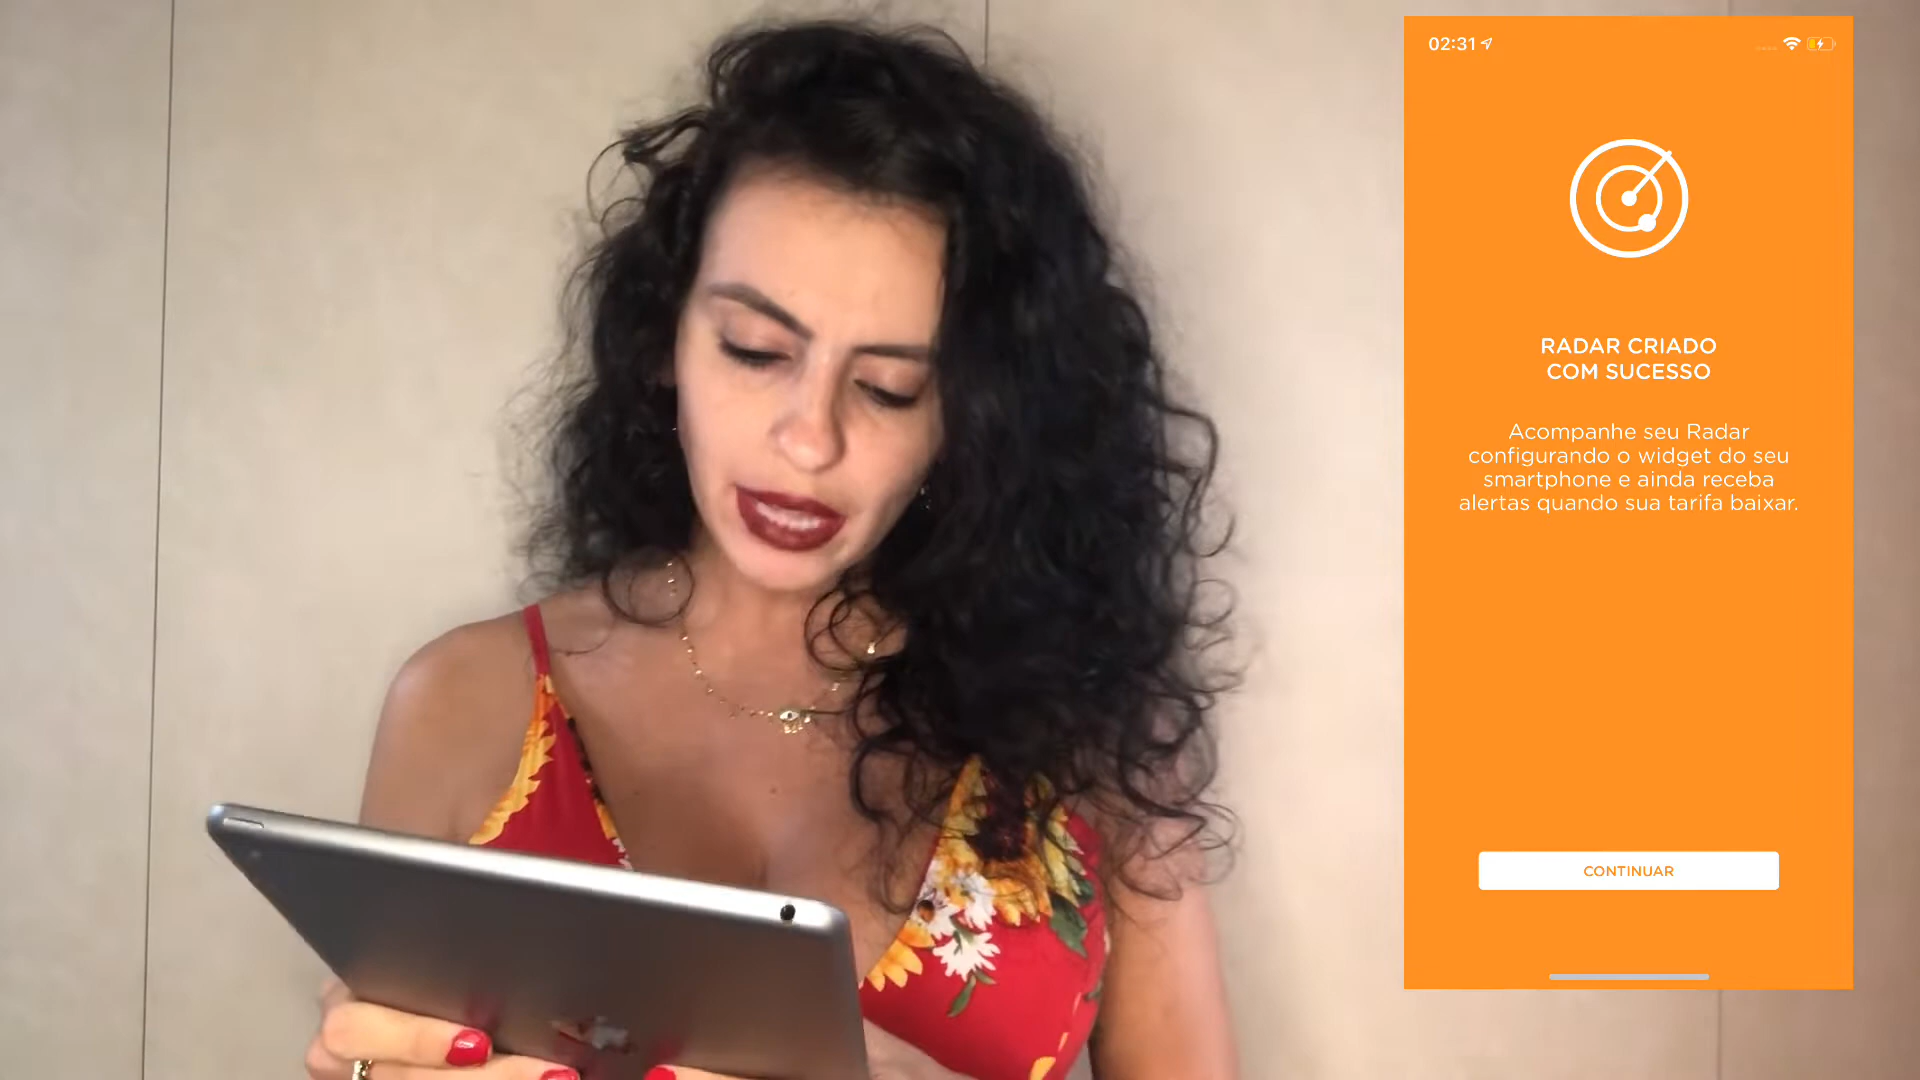 02:31
RADAR CRIADO
COM SUCESSO
Acompanhe seu Radar
configurando o widget do seu
smartphone e ainda receba
alertas quando sua tarifa baixar.
CONTINUAR